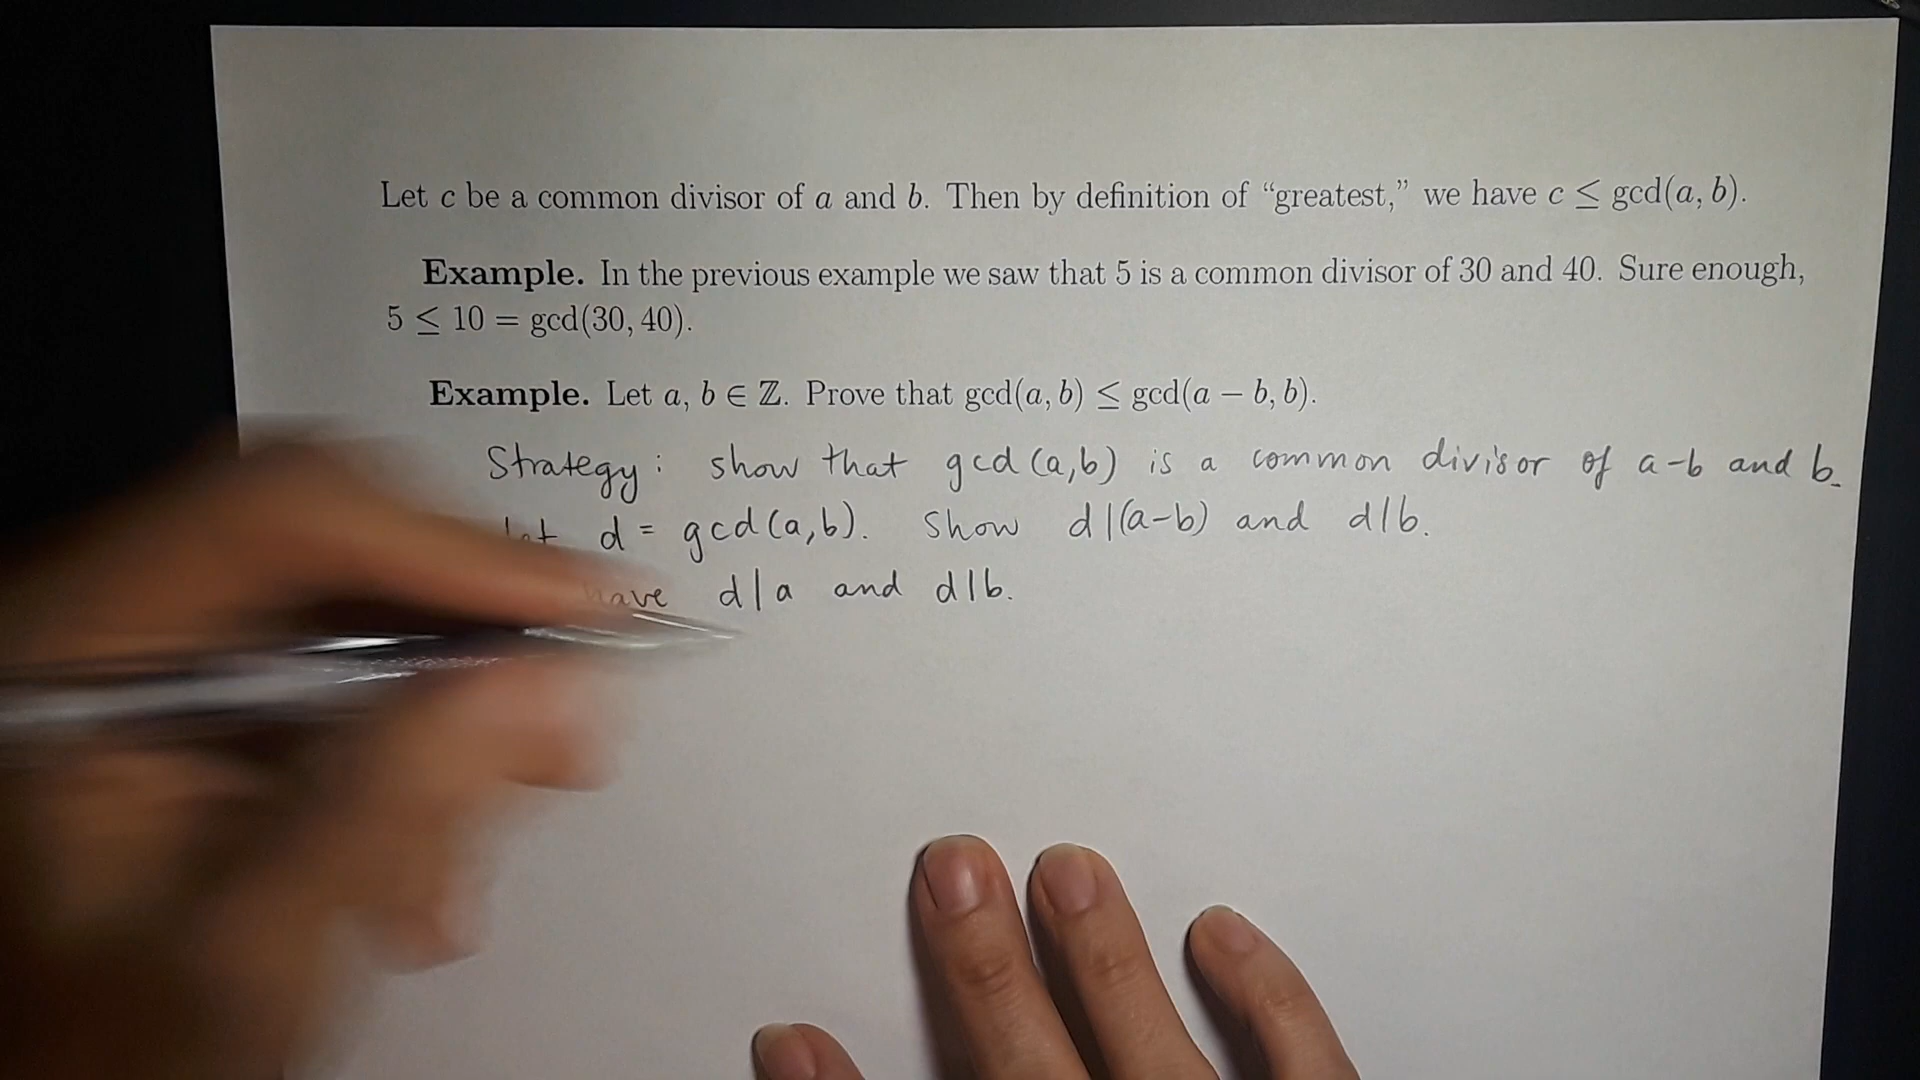 Let c be a common divisor of a and b. Then by definition of “greatest,” we have c ≤ gcd(a, b).
Example. In the previous example we saw that 5 is a common divisor of 30 and 40. Sure enough,
5 ≤ 10 = gcd(30, 40).
Example. Let a, b ∈ ℤ. Prove that gcd(a, b) ≤ gcd(a − b, b).
Strategy: show that gcd(a,b) is a common divisor of a-b and b.
Let d = gcd(a,b). Show d|(a-b) and d|b.
have d|a and d|b.